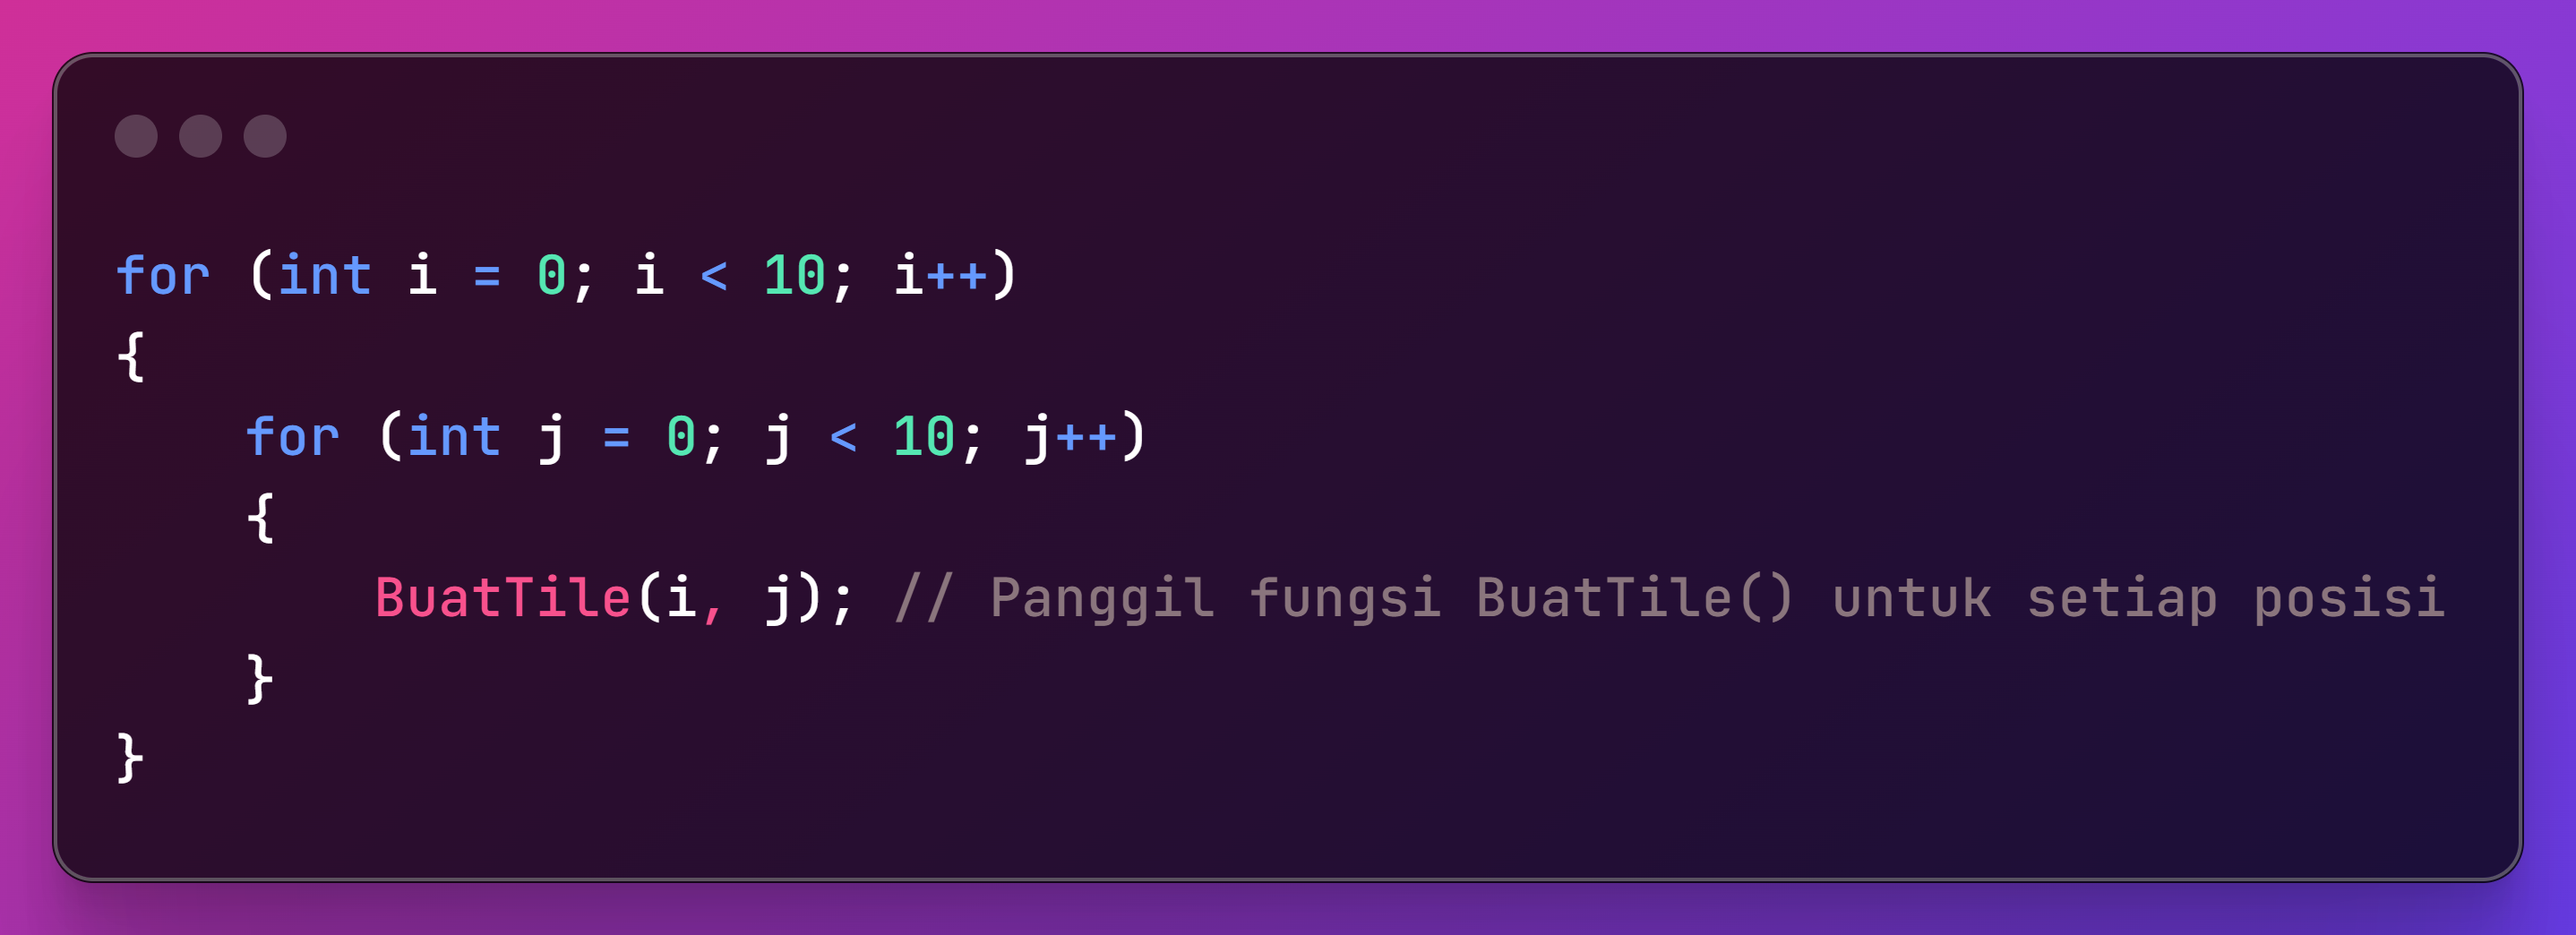 for (int i = 0; i < 10; i++)
{
    for (int j = 0; j < 10; j++)
    {
        BuatTile(i, j); // Panggil fungsi BuatTile() untuk setiap posisi
    }
}